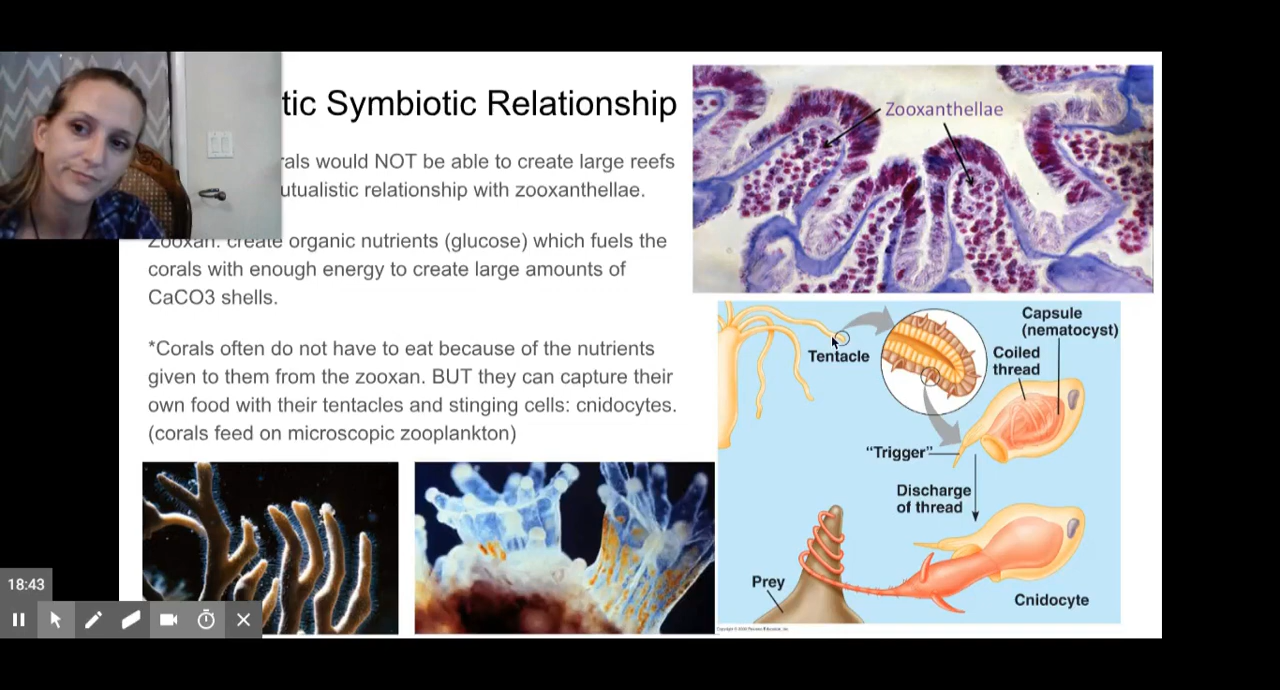 tic Symbiotic Relationship
rals would NOT be able to create large reefs
utualistic relationship with zooxanthellae.
Zooxan: create organic nutrients (glucose) which fuels the
corals with enough energy to create large amounts of
CaCO3 shells.
*Corals often do not have to eat because of the nutrients
given to them from the zooxan. BUT they can capture their
own food with their tentacles and stinging cells: cnidocytes.
(corals feed on microscopic zooplankton)
Zooxanthellae
Capsule
(nematocyst)
Coiled
thread
Tentacle
“Trigger”
Discharge
of thread
Prey
Cnidocyte
18:43